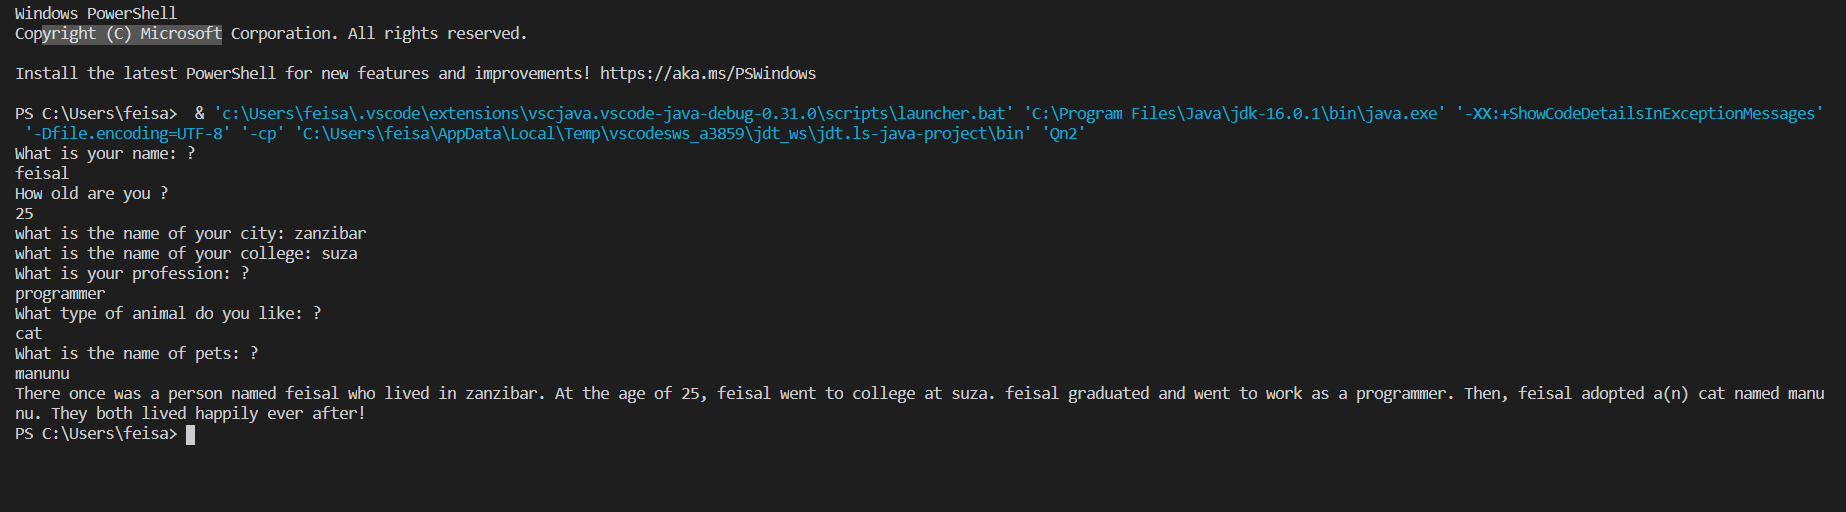 Windows PowerShell
Copyright (C) Microsoft Corporation. All rights reserved.
Install the latest PowerShell for new features and improvements! https://aka.ms/PSWindows
PS C:\Users\feisa>  & 'c:\Users\feisa\.vscode\extensions\vscjava.vscode-java-debug-0.31.0\scripts\launcher.bat' 'C:\Program Files\Java\jdk-16.0.1\bin\java.exe' '-XX:+ShowCodeDetailsInExceptionMessages'
'-Dfile.encoding=UTF-8' '-cp' 'C:\Users\feisa\AppData\Local\Temp\vscodesws_a3859\jdt_ws\jdt.ls-java-project\bin' 'Qn2'
What is your name: ?
feisal
How old are you ?
25
what is the name of your city: zanzibar
what is the name of your college: suza
What is your profession: ?
programmer
What type of animal do you like: ?
cat
What is the name of pets: ?
manunu
There once was a person named feisal who lived in zanzibar. At the age of 25, feisal went to college at suza. feisal graduated and went to work as a programmer. Then, feisal adopted a(n) cat named manu
nu. They both lived happily ever after!
PS C:\Users\feisa>